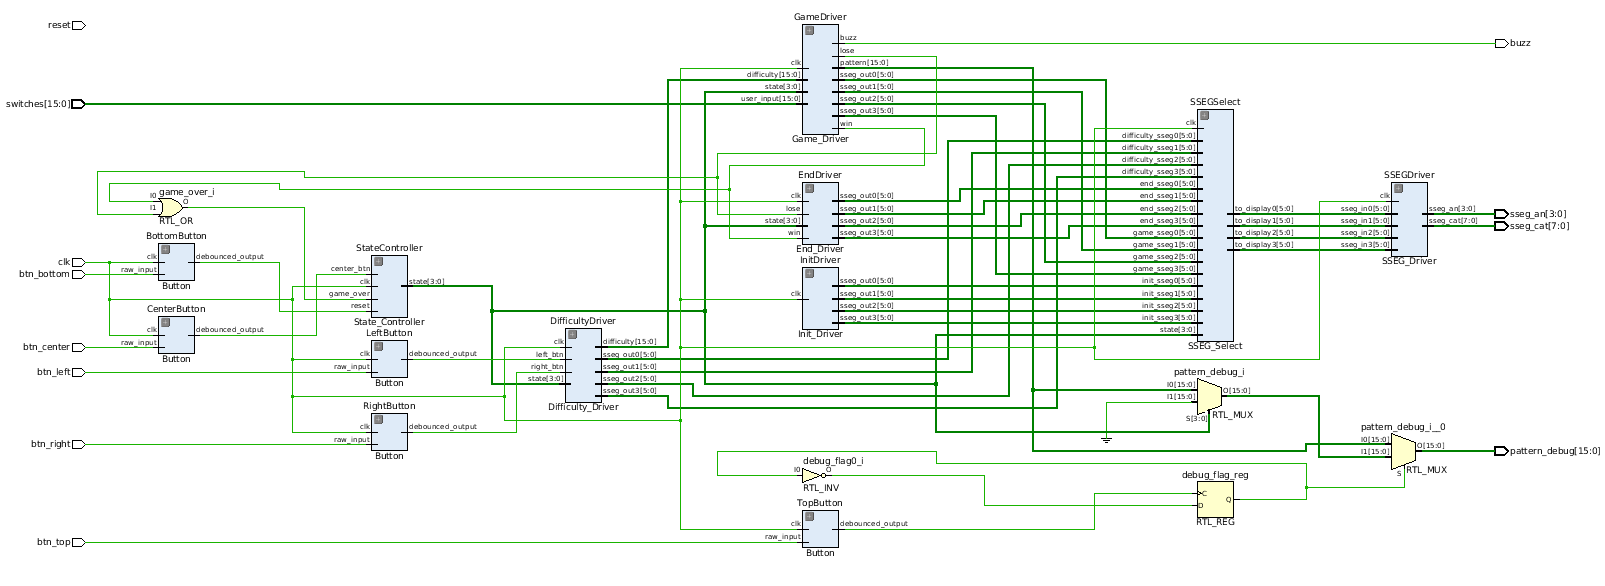 reset
switches[15:0]
clk
btn_bottom
btn_center
btn_left
btn_right
btn_top
game_over_i
I0
I1
O
RTL_OR
BottomButton
clk
raw_input
debounced_output
Button
CenterButton
clk
raw_input
debounced_output
Button
StateController
center_btn
clk
game_over
reset
state[3:0]
State_Controller
LeftButton
clk
raw_input
debounced_output
Button
RightButton
clk
raw_input
debounced_output
Button
DifficultyDriver
clk
left_btn
right_btn
state[3:0]
difficulty[15:0]
sseg_out0[5:0]
sseg_out1[5:0]
sseg_out2[5:0]
sseg_out3[5:0]
Difficulty_Driver
GameDriver
clk
difficulty[15:0]
state[3:0]
user_input[15:0]
buzz
lose
pattern[15:0]
sseg_out0[5:0]
sseg_out1[5:0]
sseg_out2[5:0]
sseg_out3[5:0]
win
Game_Driver
EndDriver
clk
lose
state[3:0]
win
sseg_out0[5:0]
sseg_out1[5:0]
sseg_out2[5:0]
sseg_out3[5:0]
End_Driver
InitDriver
clk
sseg_out0[5:0]
sseg_out1[5:0]
sseg_out2[5:0]
sseg_out3[5:0]
Init_Driver
debug_flag0_i
I0
O
RTL_INV
TopButton
clk
raw_input
debounced_output
Button
SSEGSelect
clk
difficulty_sseg0[5:0]
difficulty_sseg1[5:0]
difficulty_sseg2[5:0]
difficulty_sseg3[5:0]
end_sseg0[5:0]
end_sseg1[5:0]
end_sseg2[5:0]
end_sseg3[5:0]
game_sseg0[5:0]
game_sseg1[5:0]
game_sseg2[5:0]
game_sseg3[5:0]
init_sseg0[5:0]
init_sseg1[5:0]
init_sseg2[5:0]
init_sseg3[5:0]
state[3:0]
to_display0[5:0]
to_display1[5:0]
to_display2[5:0]
to_display3[5:0]
SSEG_Select
pattern_debug_i
I0[15:0]
I1[15:0]
S[3:0]
O[15:0]
RTL_MUX
debug_flag_reg
C
D
Q
RTL_REG
SSEGDriver
clk
sseg_in0[5:0]
sseg_in1[5:0]
sseg_in2[5:0]
sseg_in3[5:0]
sseg_an[3:0]
sseg_cat[7:0]
SSEG_Driver
pattern_debug_i__0
I0[15:0]
I1[15:0]
S
O[15:0]
RTL_MUX
buzz
sseg_an[3:0]
sseg_cat[7:0]
pattern_debug[15:0]